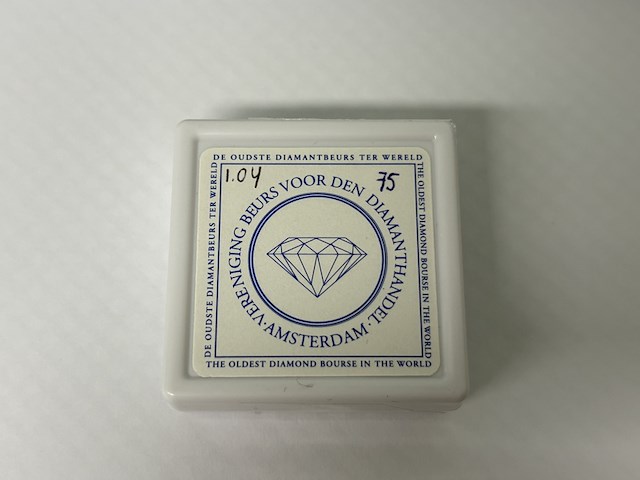 DE OUDSTE DIAMANTBEURS TER WERELD
1.04
75
DE OUDSTE DIAMANTBEURS TER WERELD
VERENIGING BEURS VOOR DEN DIAMANTHANDEL
· AMSTERDAM ·
THE OLDEST DIAMOND BOURSE IN THE WORLD
THE OLDEST DIAMOND BOURSE IN THE WORLD